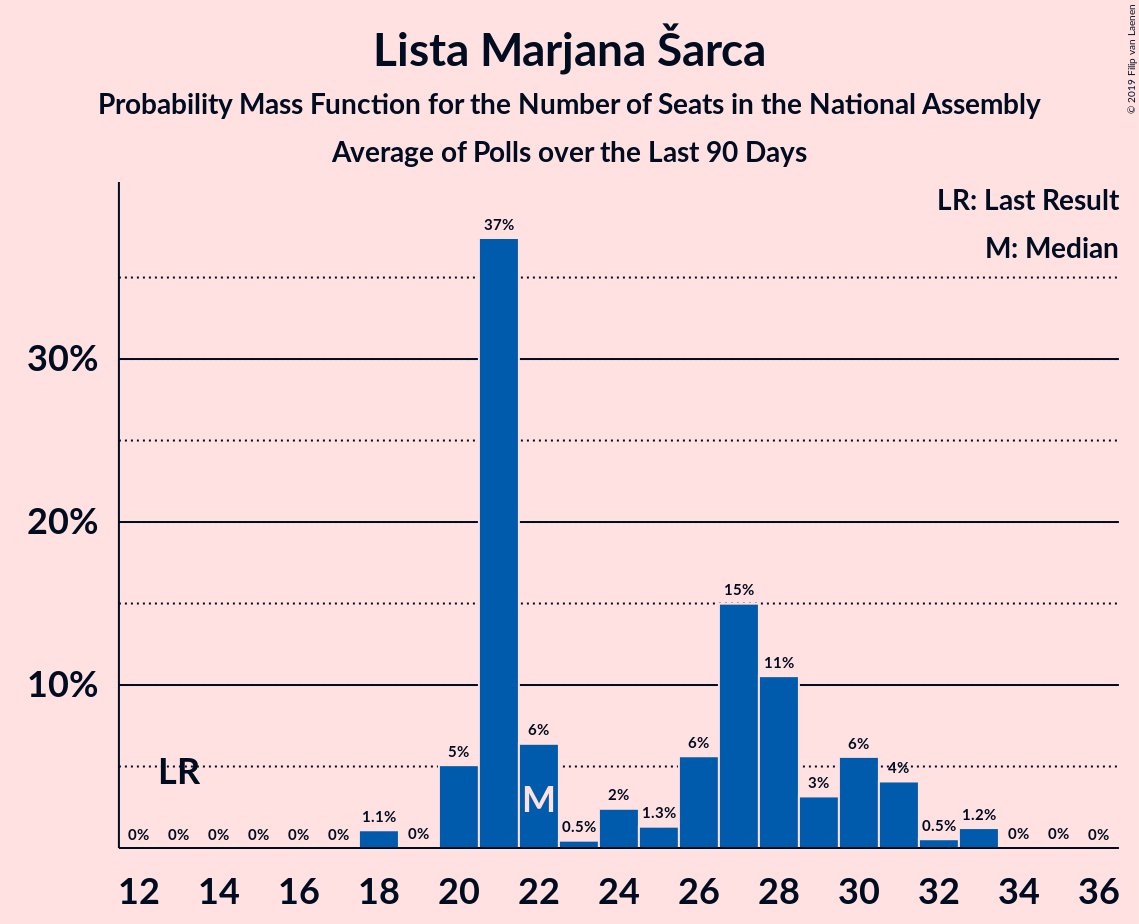 Lista Marjana Šarca
Probability Mass Function for the Number of Seats in the National Assembly
Average of Polls over the Last 90 Days
© 2019 Filip van Laenen
LR: Last Result
M: Median
30%
20%
10%
0% 0% 0% 0% 0% 0% 1.1% 0% 5% 37% 6% 0.5% 2% 1.3% 6% 15% 11% 3% 6% 4% 0.5% 1.2% 0% 0% 0%
LR
M
12 14 16 18 20 22 24 26 28 30 32 34 36